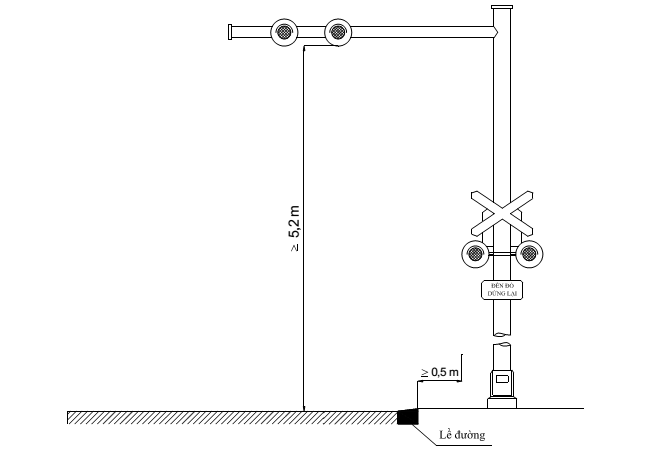 ≥ 5,2 m
ĐÈN ĐỎ
DỪNG LẠI
≥ 0,5 m
Lề đường